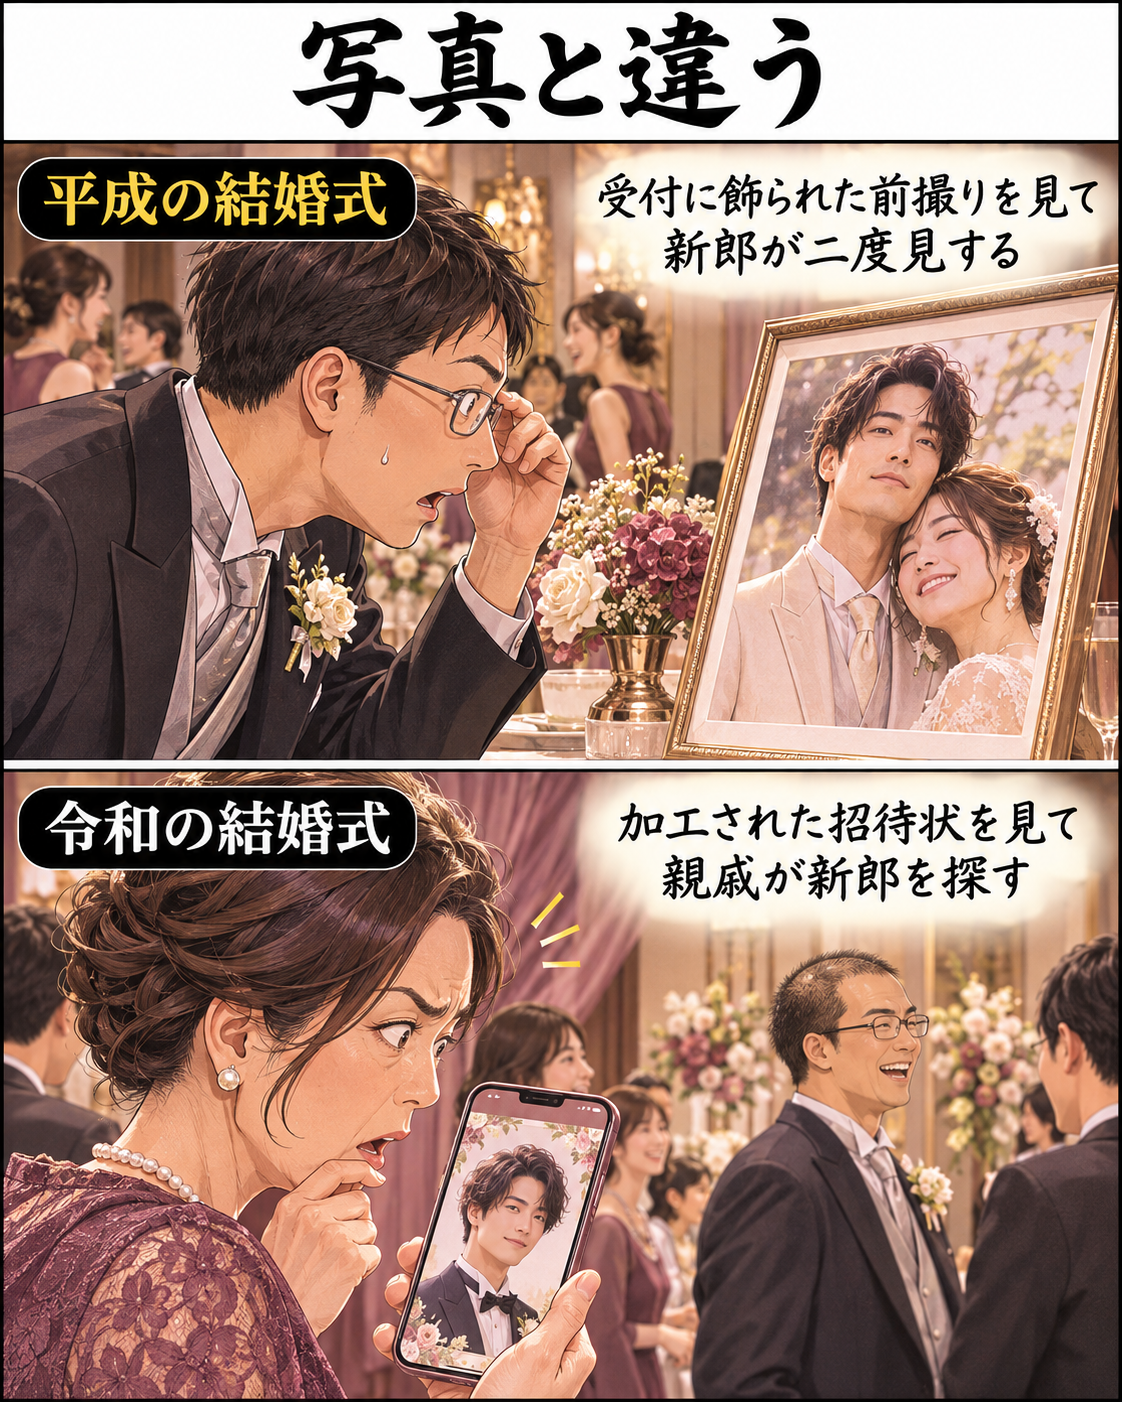 写真と違う
平成の結婚式
受付に飾られた前撮りを見て
新郎が二度見する
令和の結婚式
加工された招待状を見て
親戚が新郎を探す